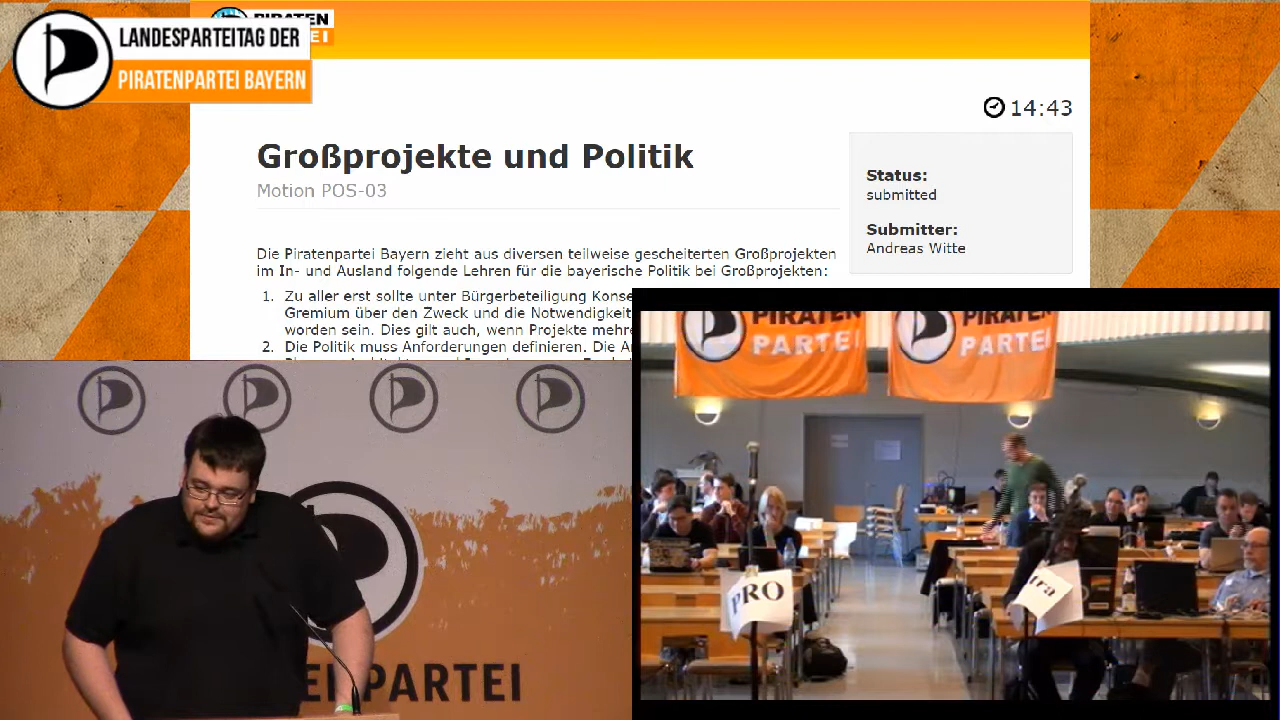 PIRATEN
LANDESPARTEITAG DER
PIRATENPARTEI BAYERN
14:43
Großprojekte und Politik
Motion POS-03
Status:
submitted
Submitter:
Andreas Witte
Die Piratenpartei Bayern zieht aus diversen teilweise gescheiterten Großprojekten
im In- und Ausland folgende Lehren für die bayerische Politik bei Großprojekten:
1. Zu aller erst sollte unter Bürgerbeteiligung
Gremium über den Zweck und die
worden sein. Dies gilt auch, wenn Projekte
2. Die Politik muss Anforderungen definieren. Die
PIRATEN
PARTEI
PIRATEN
PARTEI
PRO
PARTEI